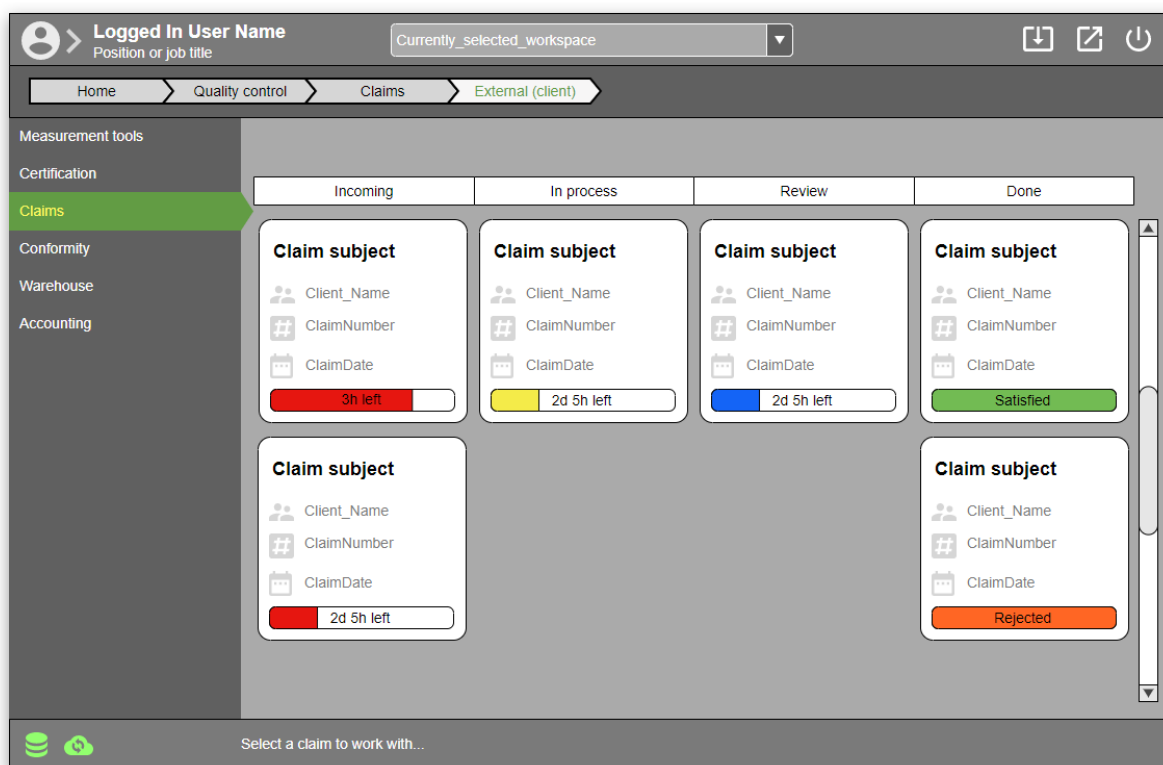 Logged In User Name
Position or job title
Currently_selected_workspace
Home
Quality control
Claims
External (client)
Measurement tools
Certification
Claims
Conformity
Warehouse
Accounting
Incoming
In process
Review
Done
Claim subject
Client_Name
ClaimNumber
ClaimDate
3h left
Claim subject
Client_Name
ClaimNumber
ClaimDate
2d 5h left
Claim subject
Client_Name
ClaimNumber
ClaimDate
2d 5h left
Claim subject
Client_Name
ClaimNumber
ClaimDate
Satisfied
Claim subject
Client_Name
ClaimNumber
ClaimDate
2d 5h left
Claim subject
Client_Name
ClaimNumber
ClaimDate
Rejected
Select a claim to work with...